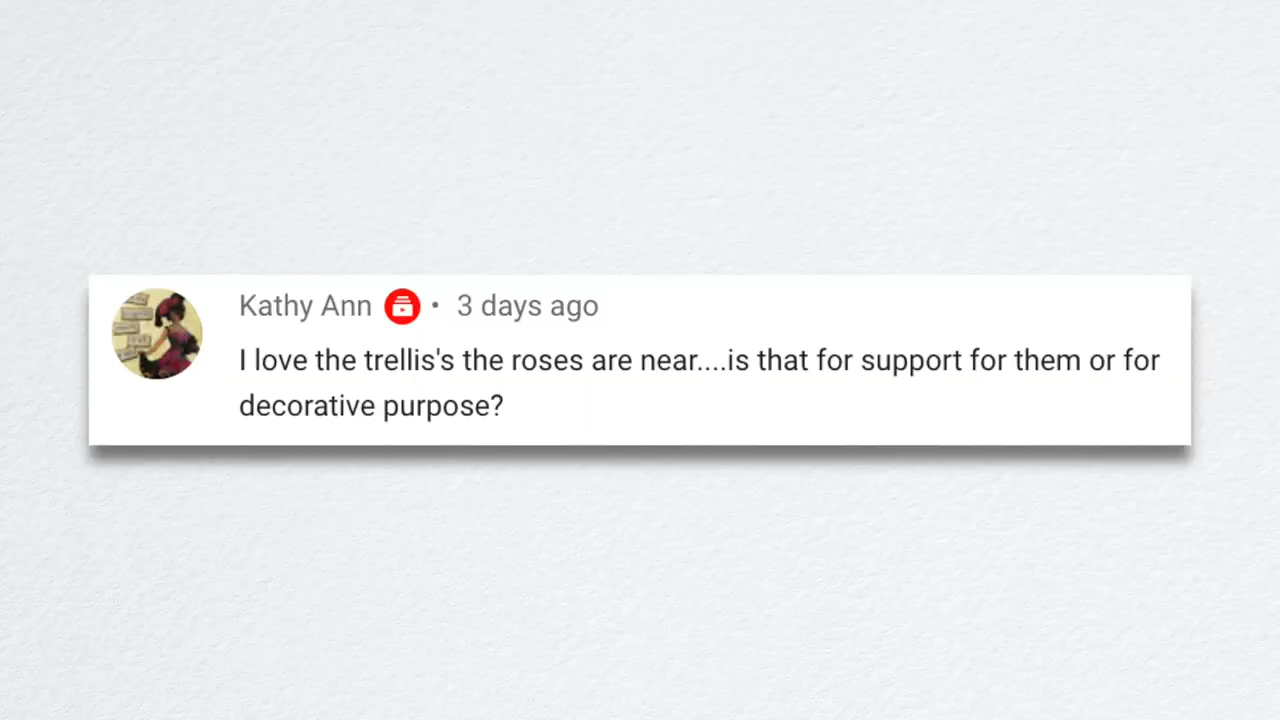 Kathy Ann • 3 days ago
I love the trellis's the roses are near....is that for support for them or for
decorative purpose?